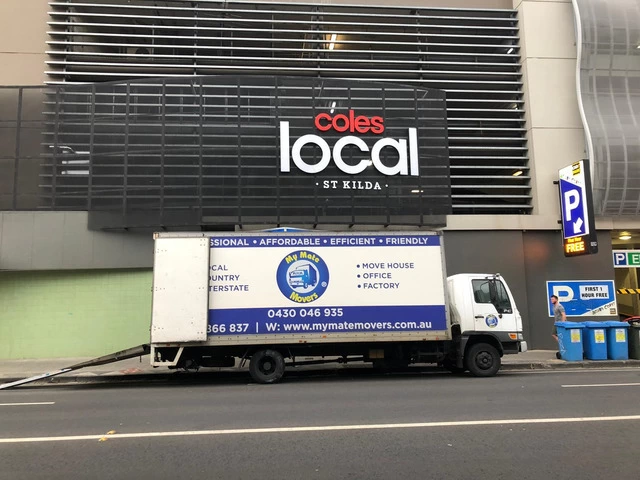 coles
local
· ST KILDA ·
SSIONAL • AFFORDABLE • EFFICIENT • FRIENDLY
OCAL
OUNTRY
TERSTATE
My Mate
Movers
®
• MOVE HOUSE
• OFFICE
• FACTORY
0430 046 935
366 837 | W: www.mymatemovers.com.au
P
FREE
P E
P
FIRST 1
HOUR FREE